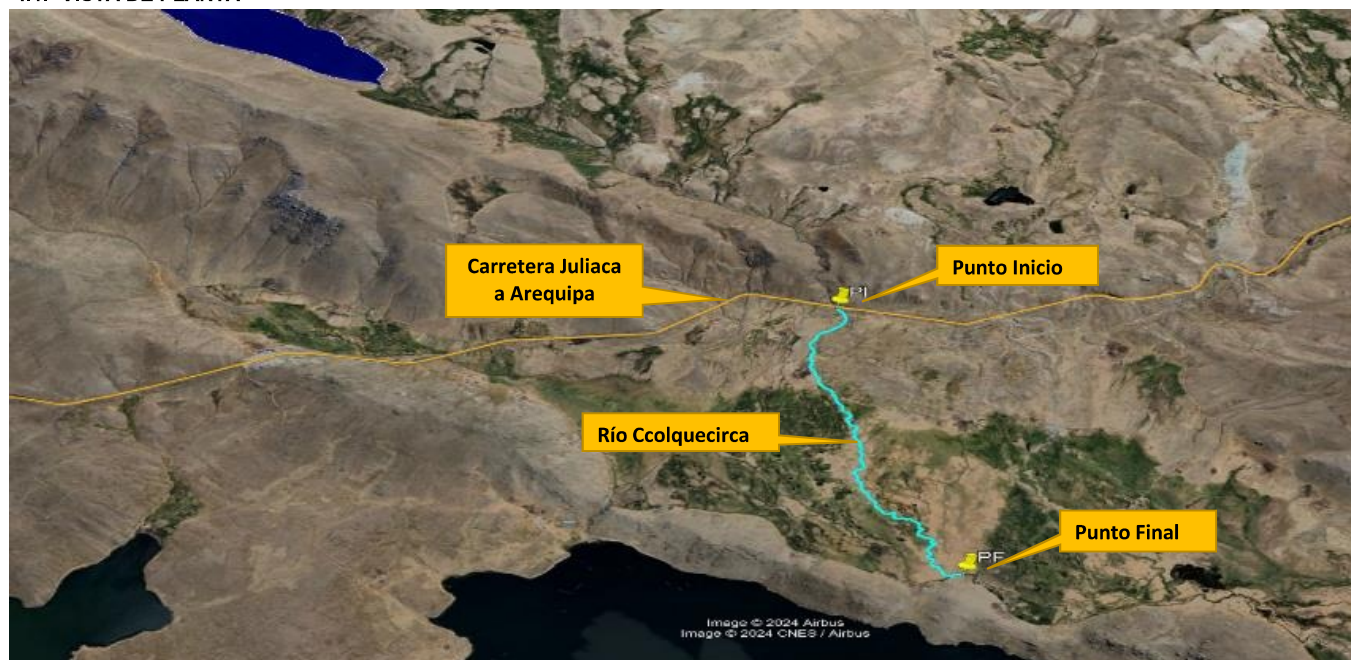 Carretera Juliaca
a Arequipa
Punto Inicio
PI
Río Ccolquecirca
Punto Final
PF
Image © 2024 Airbus
Image © 2024 CNES / Airbus